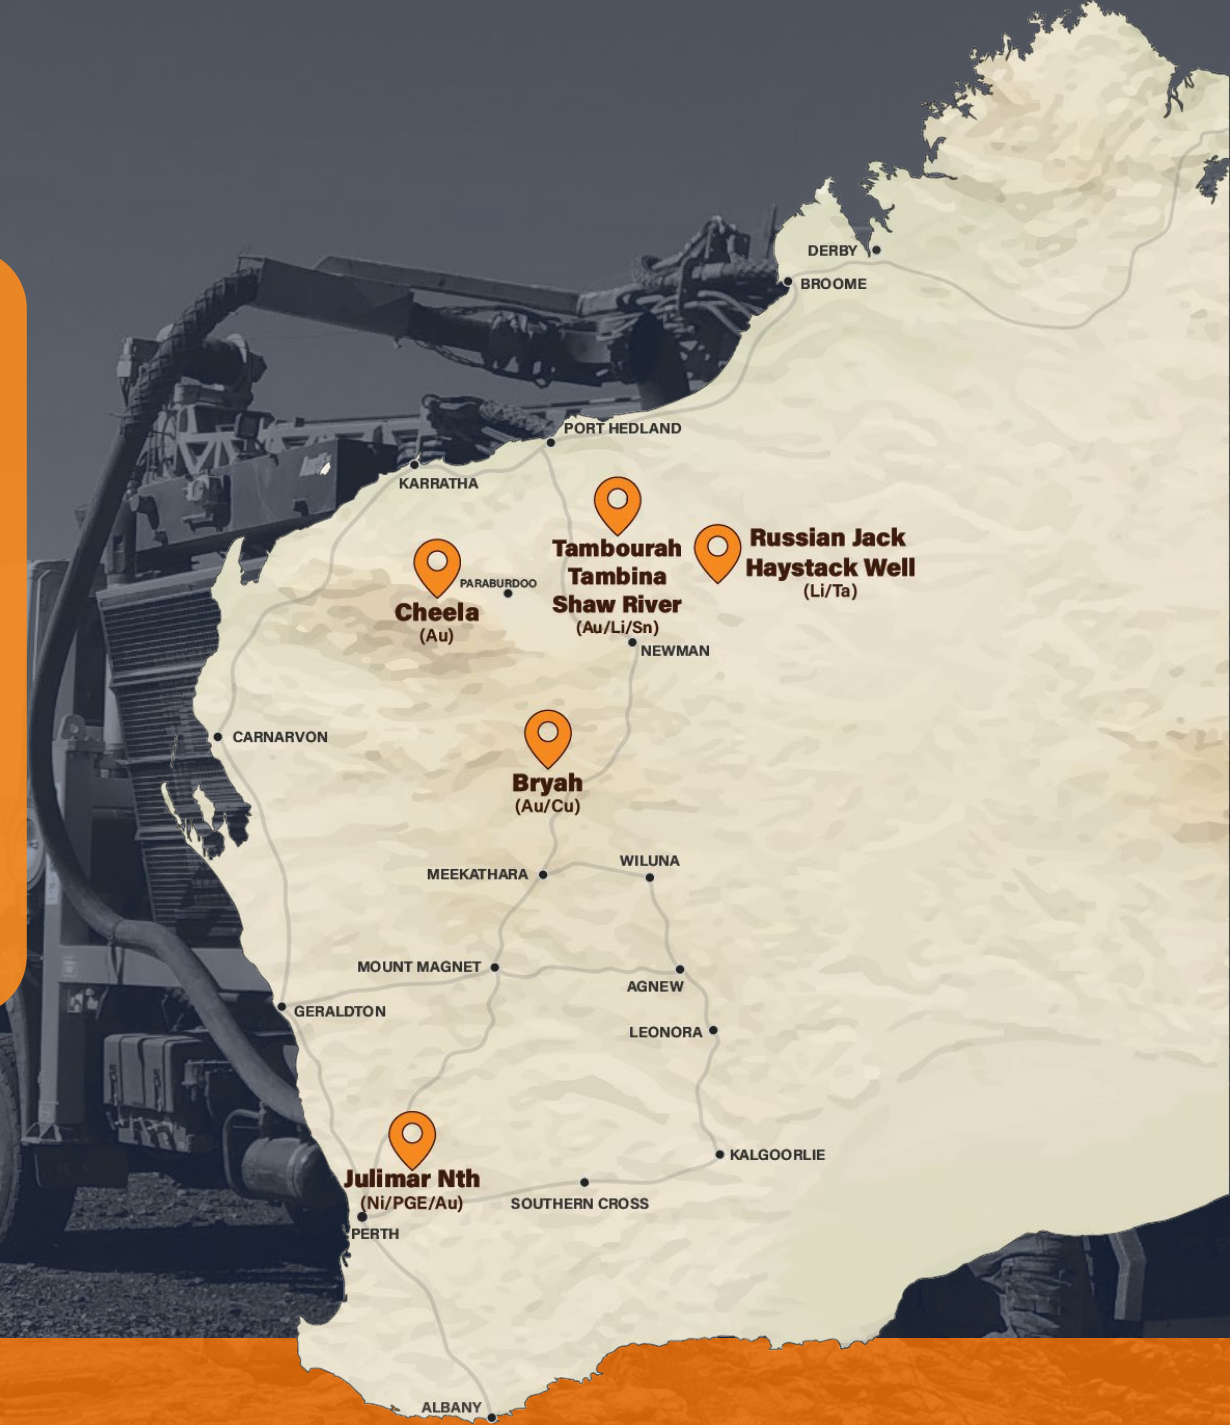 DERBY
BROOME
PORT HEDLAND
KARRATHA
Tambourah
Tambina
Shaw River
(Au/Li/Sn)
Russian Jack
Haystack Well
(Li/Ta)
PARABURDOO
Cheela
(Au)
NEWMAN
CARNARVON
Bryah
(Au/Cu)
MEEKATHARA
WILUNA
MOUNT MAGNET
AGNEW
GERALDTON
LEONORA
KALGOORLIE
Julimar Nth
(Ni/PGE/Au)
SOUTHERN CROSS
PERTH
ALBANY